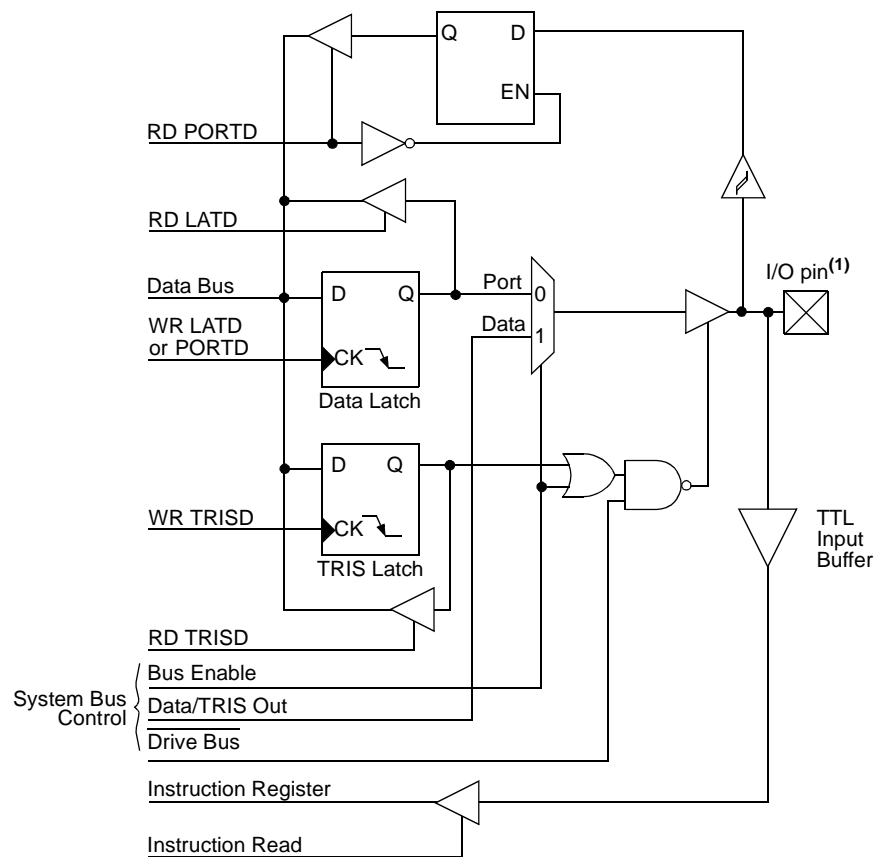 Q D
EN
RD PORTD
RD LATD
I/O pin(1)
Port
Data Bus
D Q
0
Data
WR LATD
or PORTD
1
CK
Data Latch
D Q
WR TRISD
CK
TRIS Latch
TTL
Input
Buffer
RD TRISD
Bus Enable
System Bus
Control
Data/TRIS Out
Drive Bus
Instruction Register
Instruction Read